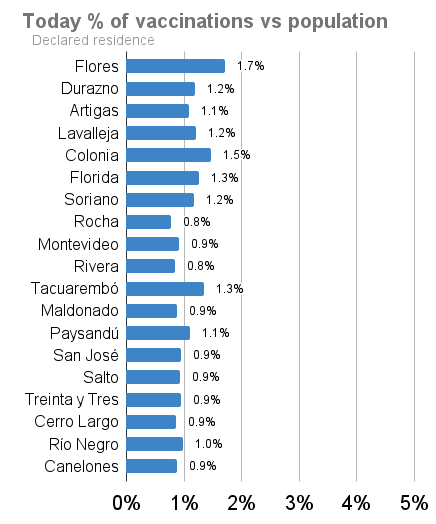 Today % of vaccinations vs population
Declared residence
Flores 1.7%
Durazno 1.2%
Artigas 1.1%
Lavalleja 1.2%
Colonia 1.5%
Florida 1.3%
Soriano 1.2%
Rocha 0.8%
Montevideo 0.9%
Rivera 0.8%
Tacuarembó 1.3%
Maldonado 0.9%
Paysandú 1.1%
San José 0.9%
Salto 0.9%
Treinta y Tres 0.9%
Cerro Largo 0.9%
Río Negro 1.0%
Canelones 0.9%
0% 1% 2% 3% 4% 5%